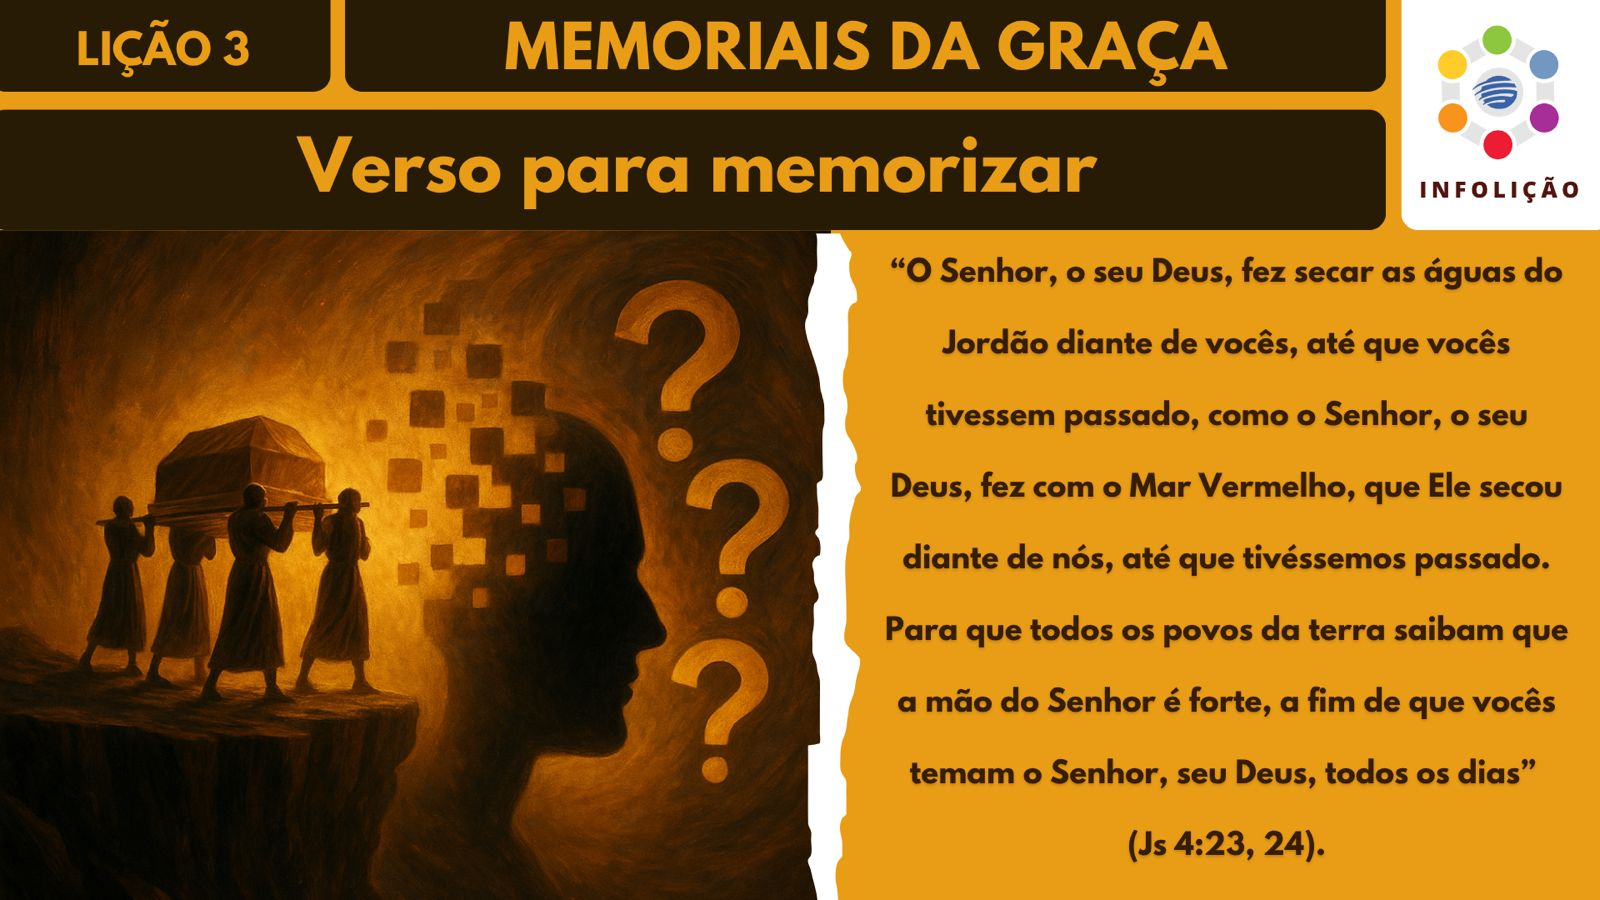 LIÇÃO 3
MEMORIAIS DA GRAÇA
Verso para memorizar
INFOLIÇÃO
“O Senhor, o seu Deus, fez secar as águas do
Jordão diante de vocês, até que vocês
tivessem passado, como o Senhor, o seu
Deus, fez com o Mar Vermelho, que Ele secou
diante de nós, até que tivéssemos passado.
Para que todos os povos da terra saibam que
a mão do Senhor é forte, a fim de que vocês
temam o Senhor, seu Deus, todos os dias”
(Js 4:23, 24).
? 
?
?